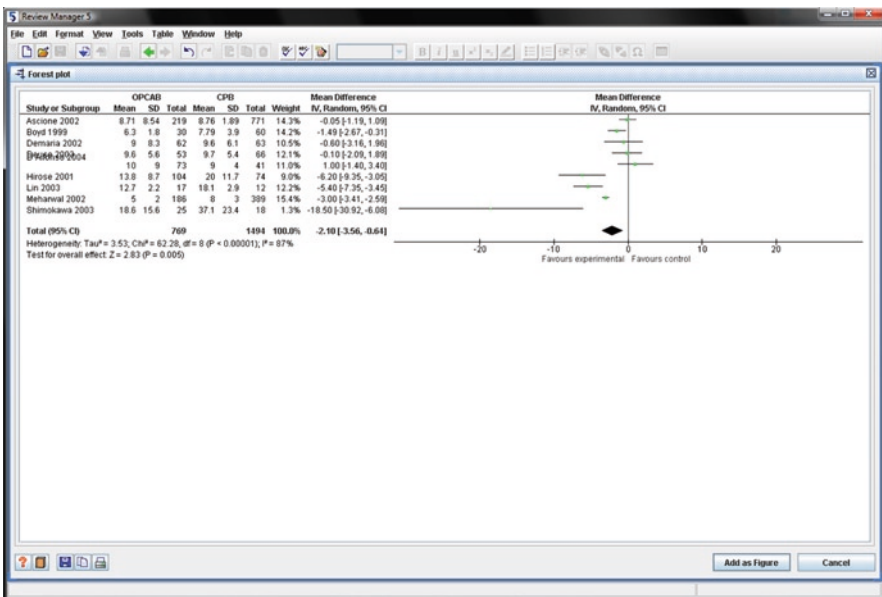 Review Manager 5
File Edit Format View Tools Table Window Help
B I
Forest plot
OPCAB CPB Mean Difference Mean Difference
Study or Subgroup Mean SD Total Mean SD Total Weight IV, Random, 95% CI IV, Random, 95% CI
Ascione 2002 8.71 8.54 219 8.76 1.89 771 14.3% -0.05 [-1.19, 1.09]
Boyd 1999 6.3 1.8 30 7.79 3.9 60 14.2% -1.49 [-2.67, -0.31]
Demaria 2002 9 8.3 62 9.6 6.1 63 10.5% -0.60 [-3.16, 1.96]
9.6 5.6 53 9.7 5.4 66 12.1% -0.10 [-2.09, 1.89]
10 9 73 9 4 41 11.0% 1.00 [-1.40, 3.40]
Hirose 2001 13.8 8.7 104 20 11.7 74 9.0% -6.20 [-9.35, -3.05]
Lin 2003 12.7 2.2 17 18.1 2.9 12 12.2% -5.40 [-7.35, -3.45]
Meharwal 2002 5 2 186 8 3 389 15.4% -3.00 [-3.41, -2.59]
Shimokawa 2003 18.6 15.6 25 37.1 23.4 18 1.3% -18.50 [-30.92, -6.08]
Total (95% CI) 769 1494 100.0% -2.10 [-3.56, -0.64]
Heterogeneity: Tau² = 3.53; Chi² = 62.28, df = 8 (P < 0.00001); I² = 87%
Test for overall effect: Z = 2.83 (P = 0.005)
-20 -10 0 10 20
Favours experimental Favours control
Add as Figure Cancel